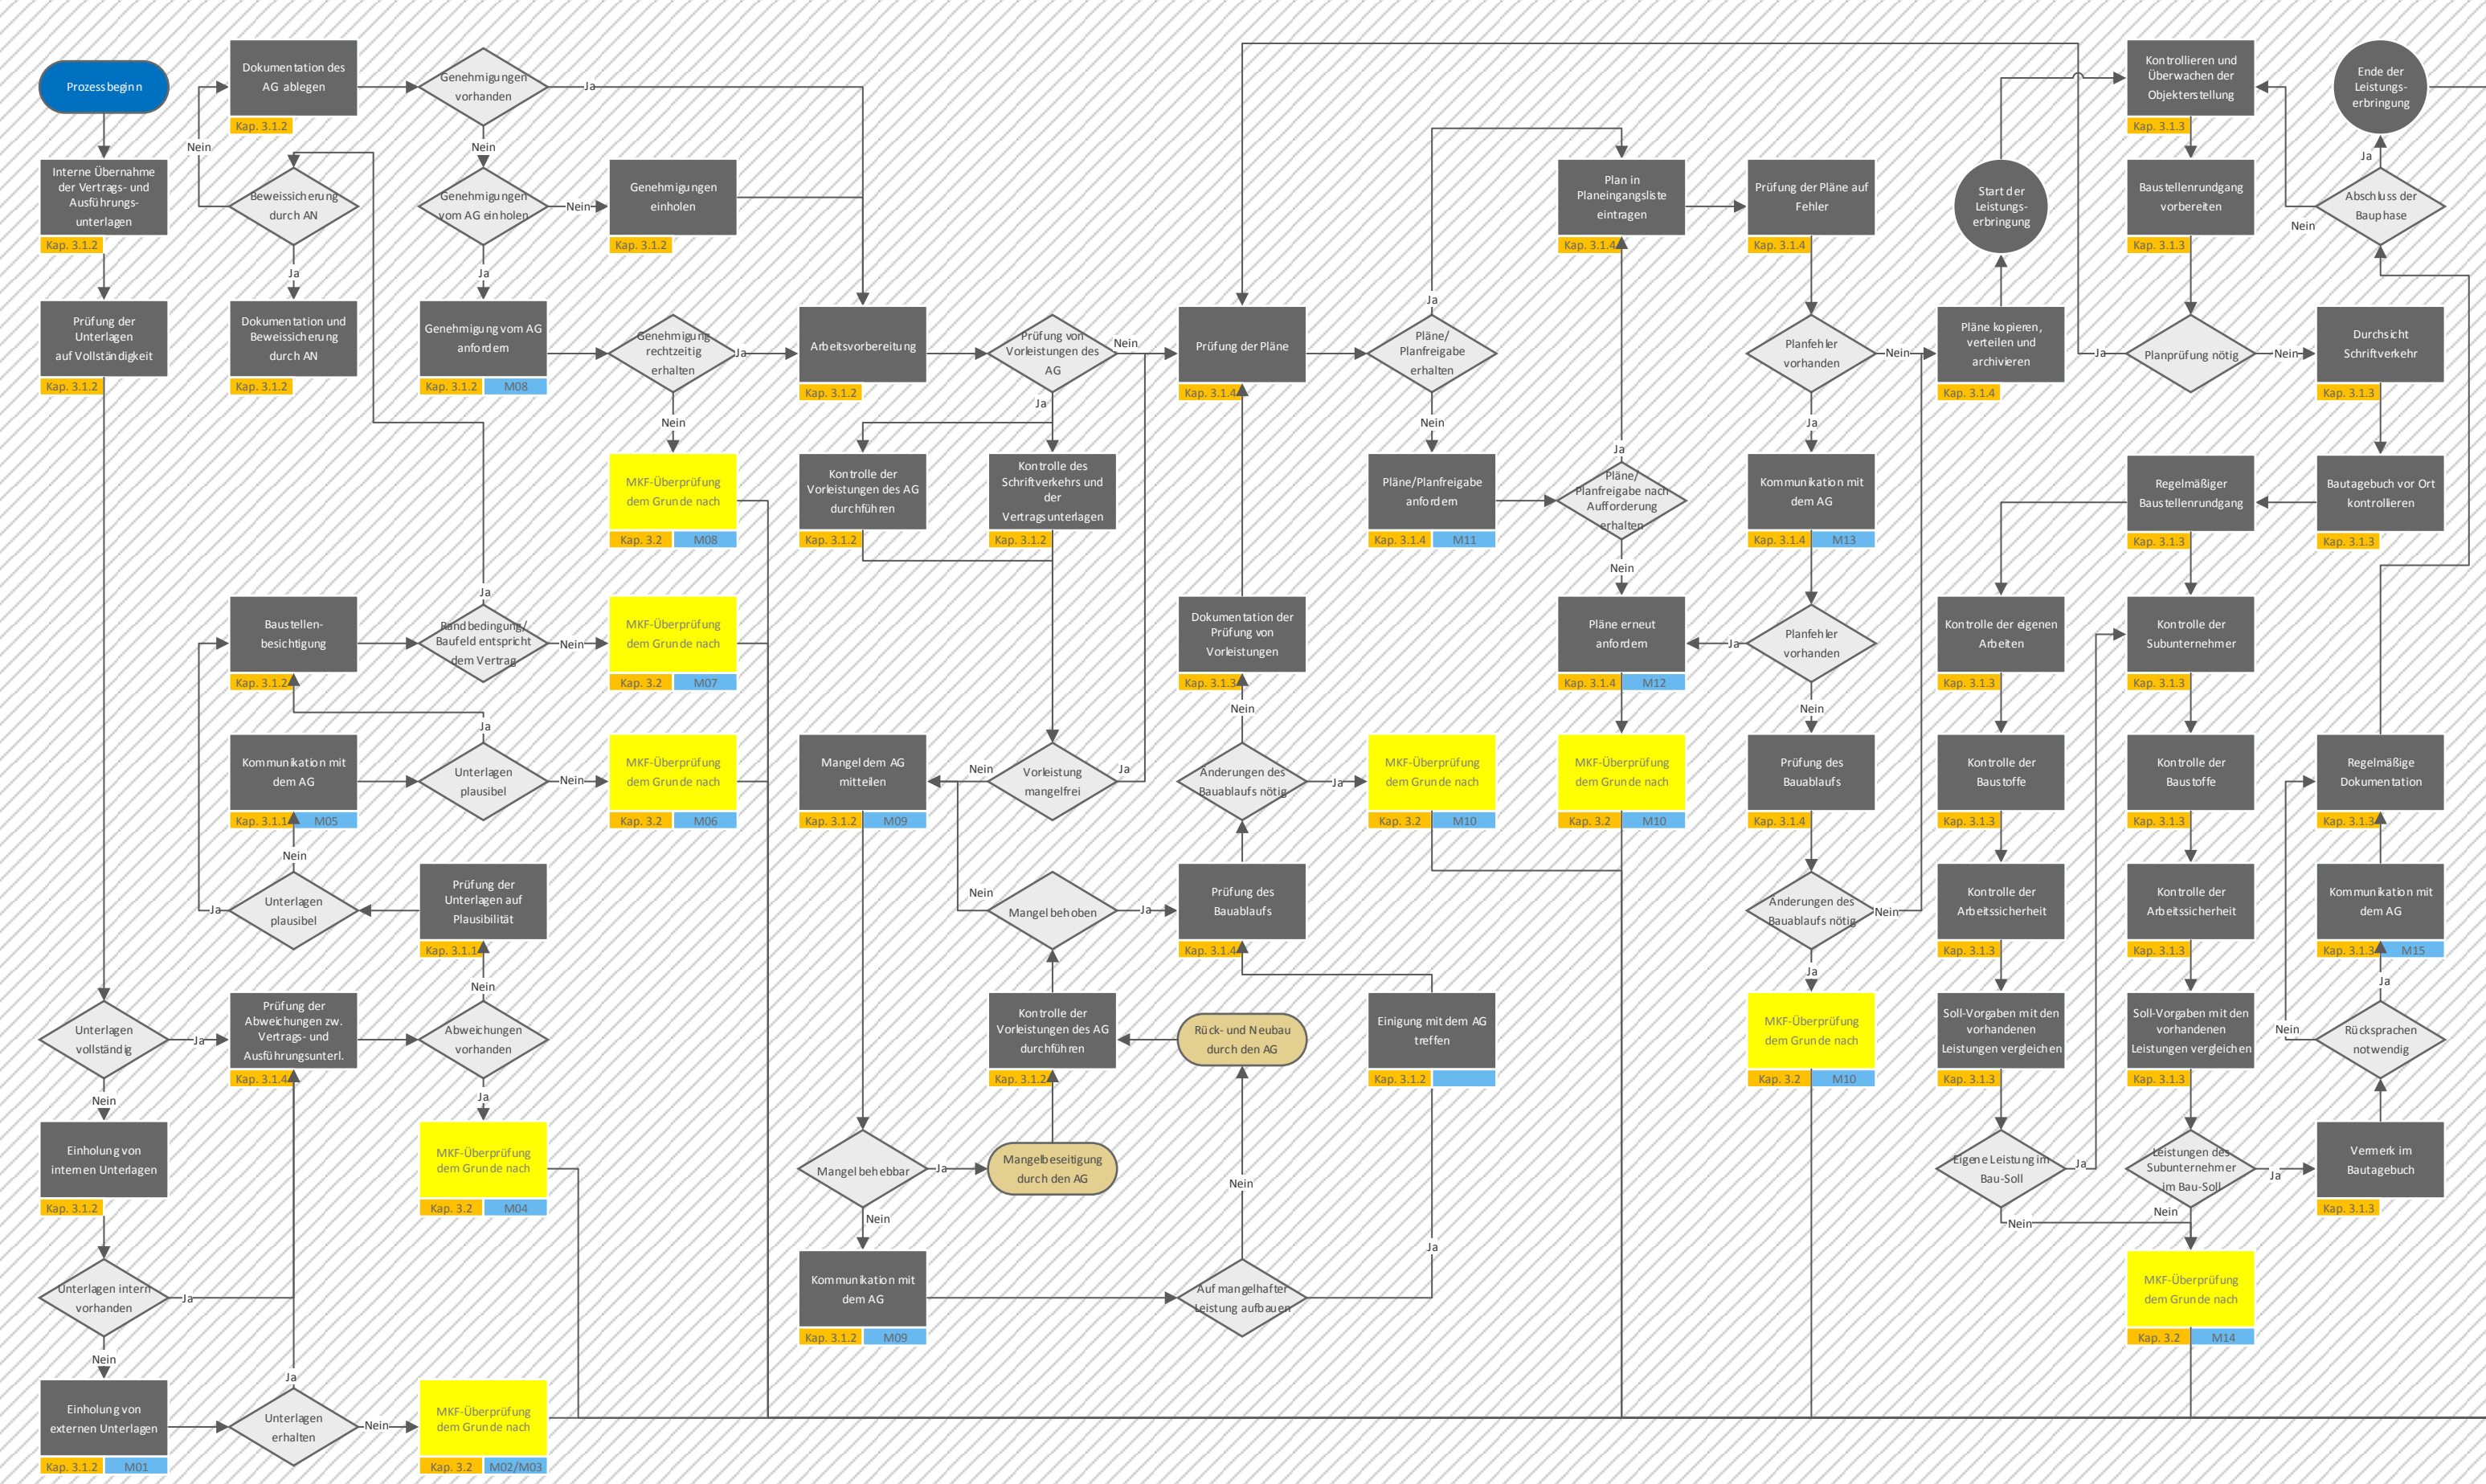 Prozessbeginn
Interne Übernahme
der Vertrags- und
Ausführungs-
unterlagen
Kap. 3.1.2
Prüfung der
Unterlagen
auf Vollständigkeit
Kap. 3.1.2
Unterlagen
vollständig
Ja
Nein
Einholung von
internen Unterlagen
Kap. 3.1.2
Unterlagen intern
vorhanden
Ja
Nein
Einholung von
externen Unterlagen
Kap. 3.1.2
M01
Dokumentation des
AG ablegen
Kap. 3.1.2
Nein
Beweissicherung
durch AN
Ja
Dokumentation und
Beweissicherung
durch AN
Kap. 3.1.2
Baustellen-
besichtigung
Kap. 3.1.2
Kommunikation mit
dem AG
Kap. 3.1.1
M05
Nein
Unterlagen
plausibel
Ja
Prüfung der
Abweichungen zw.
Vertrags- und
Ausführungsunterl.
Kap. 3.1.4
Ja
Unterlagen
erhalten
Nein
Genehmigungen
vorhanden
Ja
Nein
Genehmigungen
vom AG einholen
Nein
Ja
Genehmigung vom AG
anfordern
Kap. 3.1.2
M08
Ja
Randbedingung/
Baufeld entspricht
dem Vertrag
Nein
Ja
Unterlagen
plausibel
Nein
Prüfung der
Unterlagen auf
Plausibilität
Kap. 3.1.1
Nein
Abweichungen
vorhanden
Ja
MKF-Überprüfung
dem Grunde nach
Kap. 3.2
M04
MKF-Überprüfung
dem Grunde nach
Kap. 3.2
M02/M03
Genehmigungen
einholen
Kap. 3.1.2
Genehmigung
rechtzeitig
erhalten
Ja
Nein
MKF-Überprüfung
dem Grunde nach
Kap. 3.2
M08
MKF-Überprüfung
dem Grunde nach
Kap. 3.2
M07
MKF-Überprüfung
dem Grunde nach
Kap. 3.2
M06
Arbeitsvorbereitung
Kap. 3.1.2
Kontrolle der
Vorleistungen des AG
durchführen
Kap. 3.1.2
Mangel dem AG
mitteilen
Kap. 3.1.2
M09
Mangel behebbar
Ja
Nein
Kommunikation mit
dem AG
Kap. 3.1.2
M09
Prüfung von
Vorleistungen des
AG
Nein
Ja
Kontrolle des
Schriftverkehrs und
der
Vertragsunterlagen
Kap. 3.1.2
Nein
Vorleistung
mangelfrei
Ja
Nein
Mangel behoben
Ja
Kontrolle der
Vorleistungen des AG
durchführen
Kap. 3.1.2
Mangelbeseitigung
durch den AG
Prüfung der Pläne
Kap. 3.1.4
Dokumentation der
Prüfung von
Vorleistungen
Kap. 3.1.3
Nein
Änderungen des
Bauablaufs nötig
Ja
Prüfung des
Bauablaufs
Kap. 3.1.4
Rück- und Neubau
durch den AG
Nein
Auf mangelhafter
Leistung aufbauen
Ja
Ja
Pläne/
Planfreigabe
erhalten
Nein
Pläne/Planfreigabe
anfordern
Kap. 3.1.4
M11
MKF-Überprüfung
dem Grunde nach
Kap. 3.2
M10
Einigung mit dem AG
treffen
Kap. 3.1.2
Plan in
Planeingangsliste
eintragen
Kap. 3.1.4
Ja
Pläne/
Planfreigabe nach
Aufforderung
erhalten
Nein
Pläne erneut
anfordern
Kap. 3.1.4
M12
MKF-Überprüfung
dem Grunde nach
Kap. 3.2
M10
Prüfung der Pläne auf
Fehler
Kap. 3.1.4
Planfehler
vorhanden
Nein
Ja
Kommunikation mit
dem AG
Kap. 3.1.4
M13
Planfehler
vorhanden
Ja
Nein
Prüfung des
Bauablaufs
Kap. 3.1.4
Änderungen des
Bauablaufs nötig
Nein
Ja
MKF-Überprüfung
dem Grunde nach
Kap. 3.2
M10
Start der
Leistungs-
erbringung
Pläne kopieren,
verteilen und
archivieren
Kap. 3.1.4
Kontrolle der eigenen
Arbeiten
Kap. 3.1.3
Kontrolle der
Baustoffe
Kap. 3.1.3
Kontrolle der
Arbeitssicherheit
Kap. 3.1.3
Soll-Vorgaben mit den
vorhandenen
Leistungen vergleichen
Kap. 3.1.3
Eigene Leistung im
Bau-Soll
Ja
Nein
Kontrollieren und
Überwachen der
Objekterstellung
Kap. 3.1.3
Baustellenrundgang
vorbereiten
Kap. 3.1.3
Planprüfung nötig
Ja
Nein
Regelmäßiger
Baustellenrundgang
Kap. 3.1.3
Kontrolle der
Subunternehmer
Kap. 3.1.3
Kontrolle der
Baustoffe
Kap. 3.1.3
Kontrolle der
Arbeitssicherheit
Kap. 3.1.3
Soll-Vorgaben mit den
vorhandenen
Leistungen vergleichen
Kap. 3.1.3
Leistungen des
Subunternehmer
im Bau-Soll
Ja
Nein
MKF-Überprüfung
dem Grunde nach
Kap. 3.2
M14
Ende der
Leistungs-
erbringung
Ja
Abschluss der
Bauphase
Nein
Durchsicht
Schriftverkehr
Kap. 3.1.3
Bautagebuch vor Ort
kontrollieren
Kap. 3.1.3
Regelmäßige
Dokumentation
Kap. 3.1.3
Kommunikation mit
dem AG
Kap. 3.1.3
M15
Ja
Nein
Rücksprachen
notwendig
Vermerk im
Bautagebuch
Kap. 3.1.3